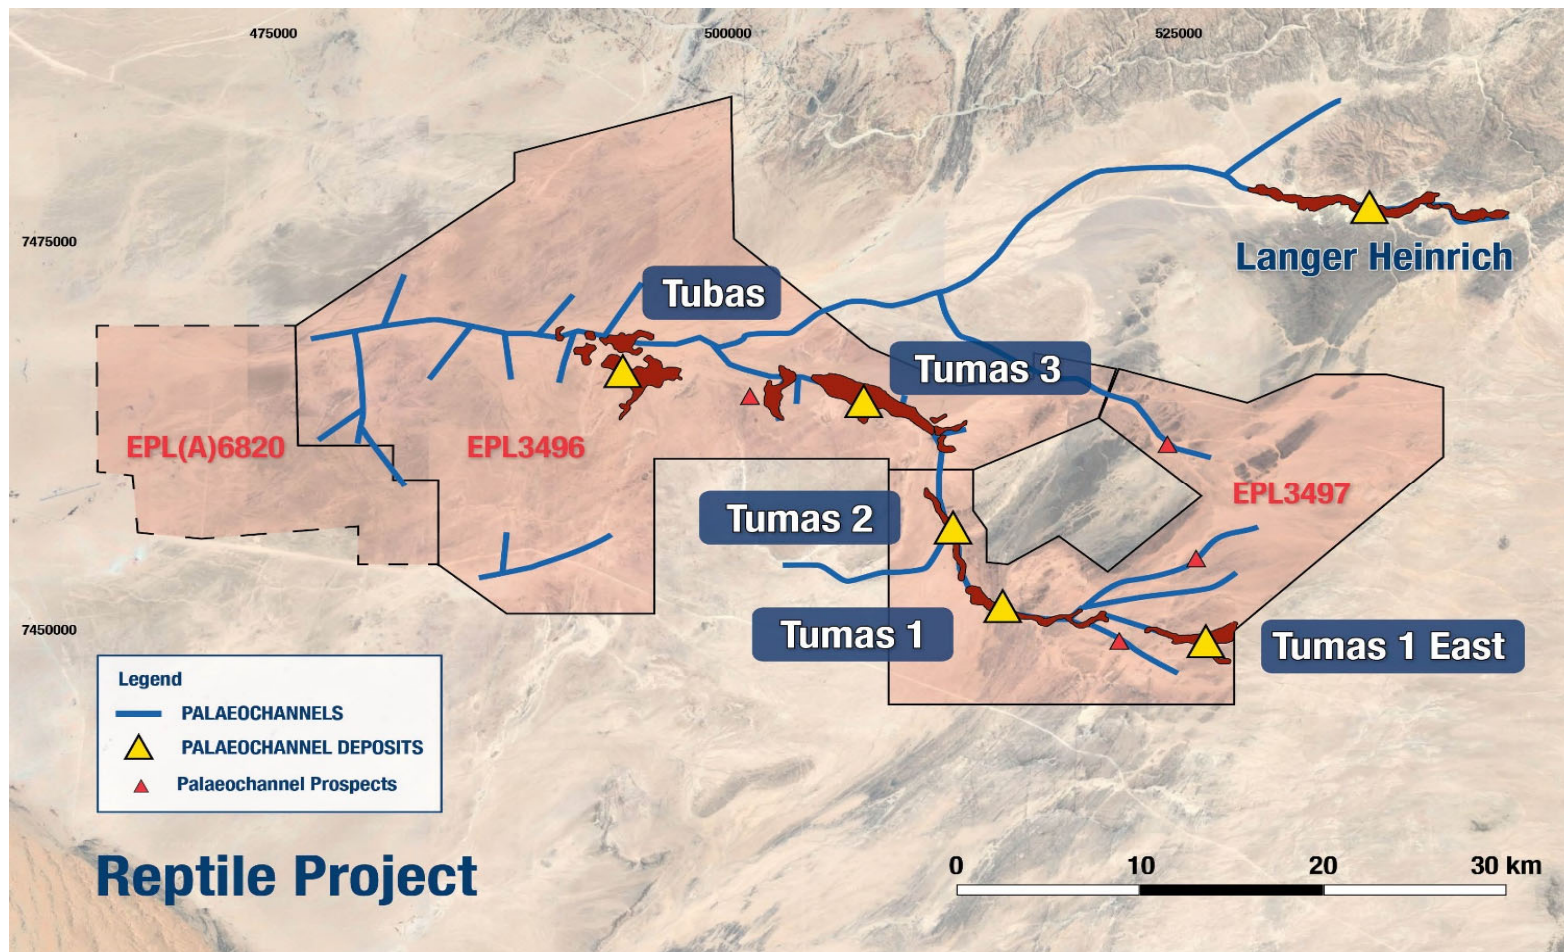 475000
500000
525000
7475000
Langer Heinrich
Tubas
Tumas 3
EPL(A)6820
EPL3496
EPL3497
Tumas 2
Tumas 1
Tumas 1 East
7450000
Legend
PALAEOCHANNELS
PALAEOCHANNEL DEPOSITS
Palaeochannel Prospects
Reptile Project
0 10 20 30 km